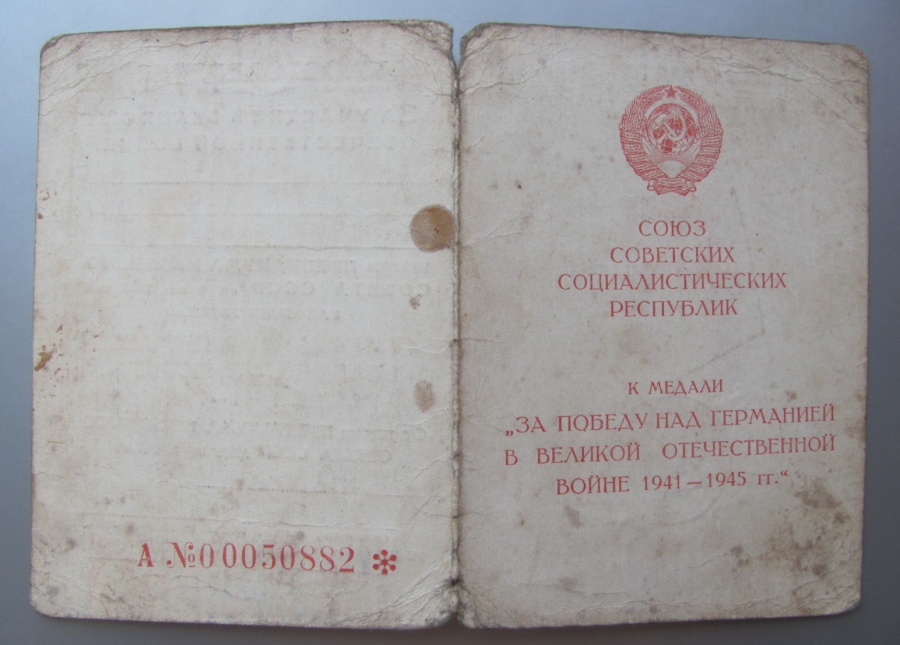 А №00050882 *
СОЮЗ
СОВЕТСКИХ
СОЦИАЛИСТИЧЕСКИХ
РЕСПУБЛИК
К МЕДАЛИ
„ЗА ПОБЕДУ НАД ГЕРМАНИЕЙ
В ВЕЛИКОЙ ОТЕЧЕСТВЕННОЙ
ВОЙНЕ 1941—1945 гг.“